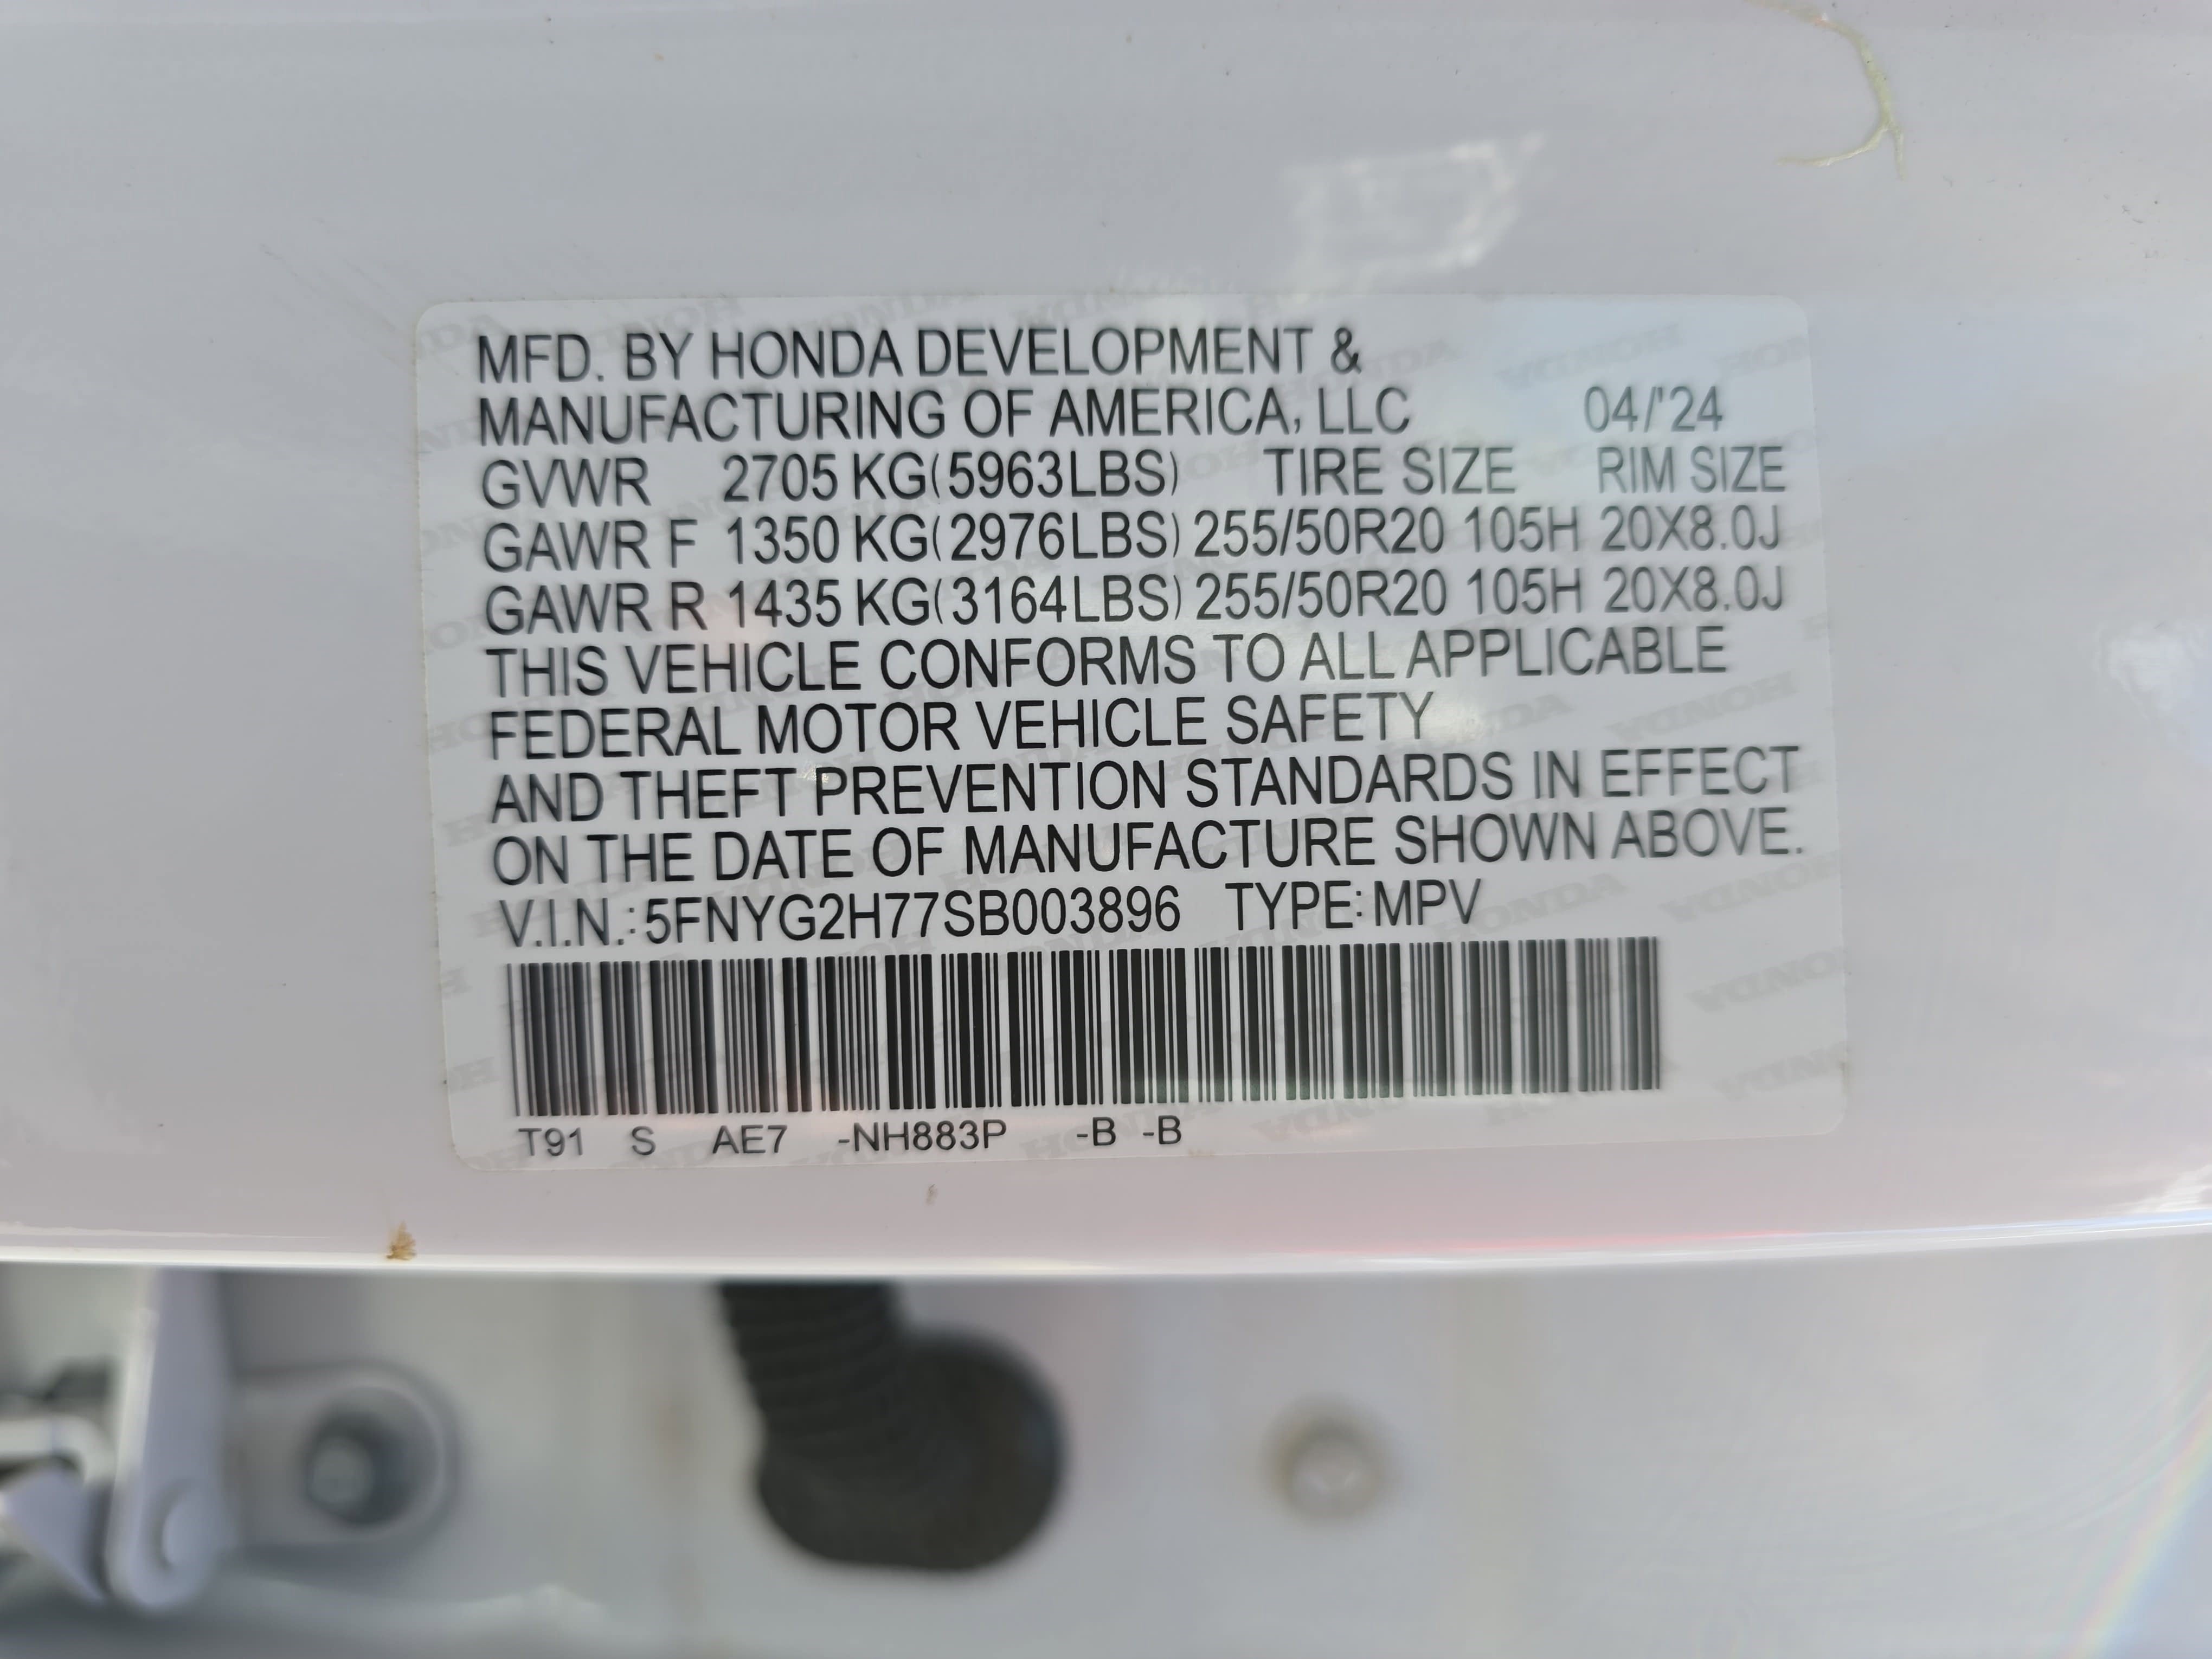 MFD. BY HONDA DEVELOPMENT &
MANUFACTURING OF AMERICA, LLC 04/'24
GVWR 2705 KG(5963LBS) TIRE SIZE RIM SIZE
GAWR F 1350 KG(2976LBS) 255/50R20 105H 20X8.0J
GAWR R 1435 KG(3164LBS) 255/50R20 105H 20X8.0J
THIS VEHICLE CONFORMS TO ALL APPLICABLE
FEDERAL MOTOR VEHICLE SAFETY
AND THEFT PREVENTION STANDARDS IN EFFECT
ON THE DATE OF MANUFACTURE SHOWN ABOVE.
V.I.N.: 5FNYG2H77SB003896 TYPE: MPV
T91 S AE7 -NH883P -B -B